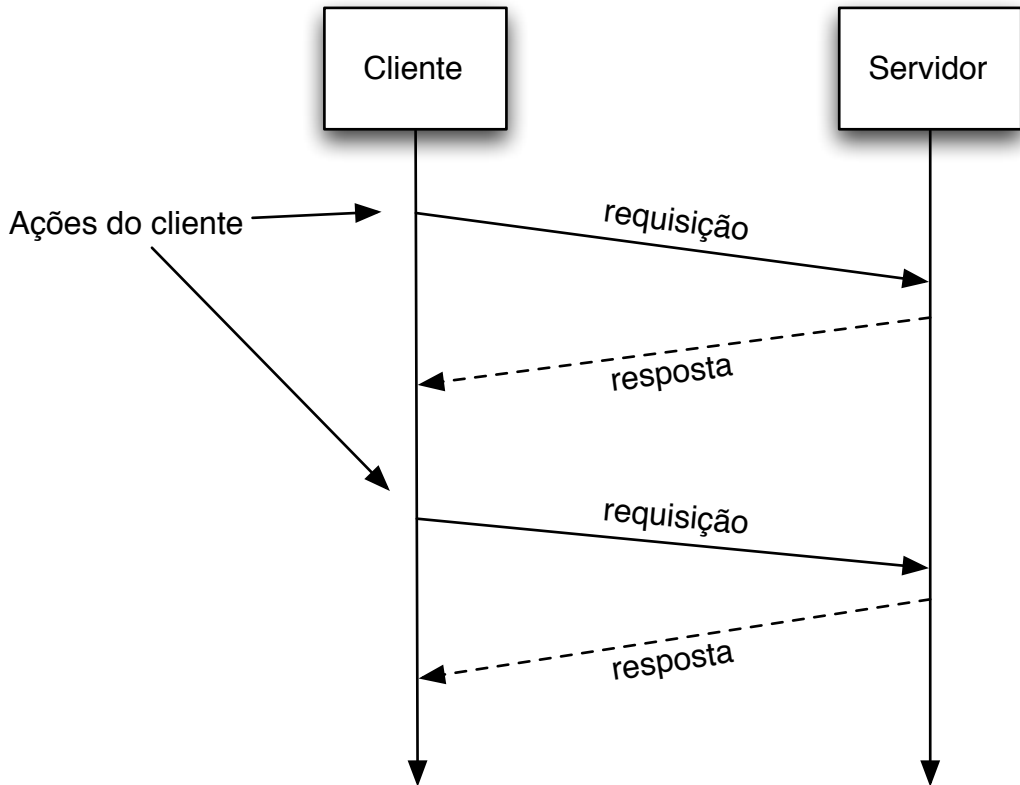 Cliente
Servidor
Ações do cliente
requisição
resposta
requisição
resposta